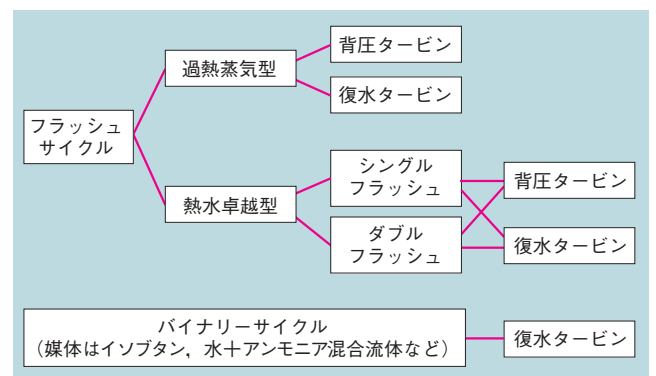 背圧タービン
過熱蒸気型
復水タービン
フラッシュ
サイクル
シングル
フラッシュ
背圧タービン
熱水卓越型
ダブル
フラッシュ
復水タービン
バイナリーサイクル
（媒体はイソブタン，水＋アンモニア混合流体など）
復水タービン